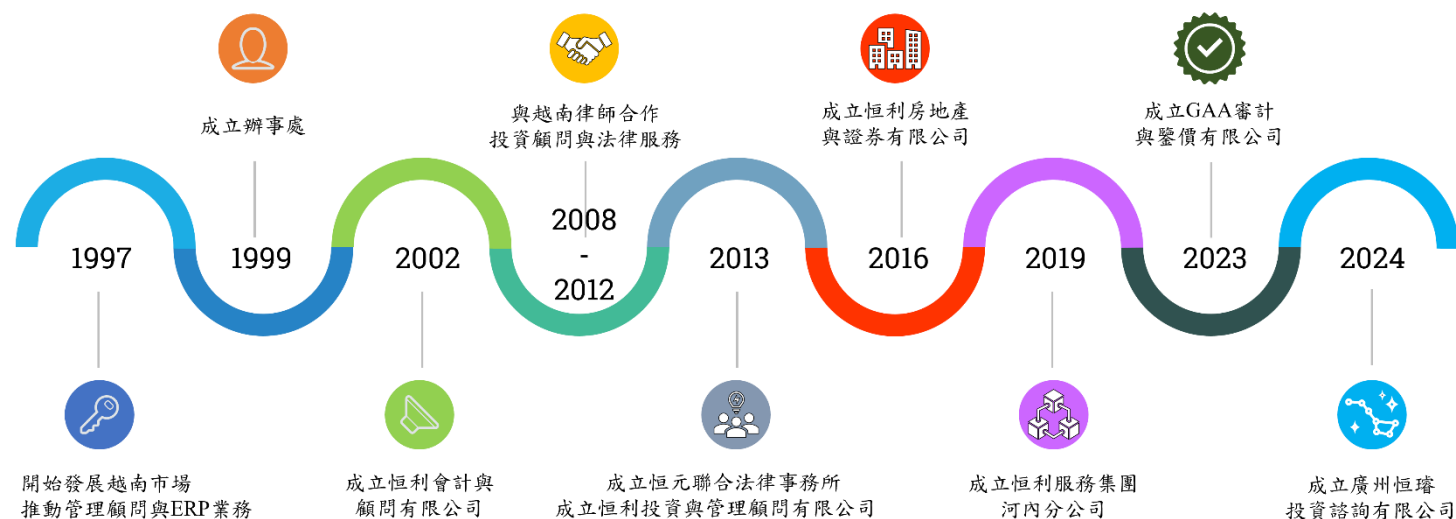 1997
開始發展越南市場
推動管理顧問與ERP業務
成立辦事處
1999
2002
成立恒利會計與
顧問有限公司
與越南律師合作
投資顧問與法律服務
2008
-
2012
2013
成立恒元聯合法律事務所
成立恒利投資與管理顧問有限公司
成立恒利房地產
與證券有限公司
2016
2019
成立恒利服務集團
河內分公司
成立GAA審計
與鑒價有限公司
2023
2024
成立廣州恒璿
投資諮詢有限公司